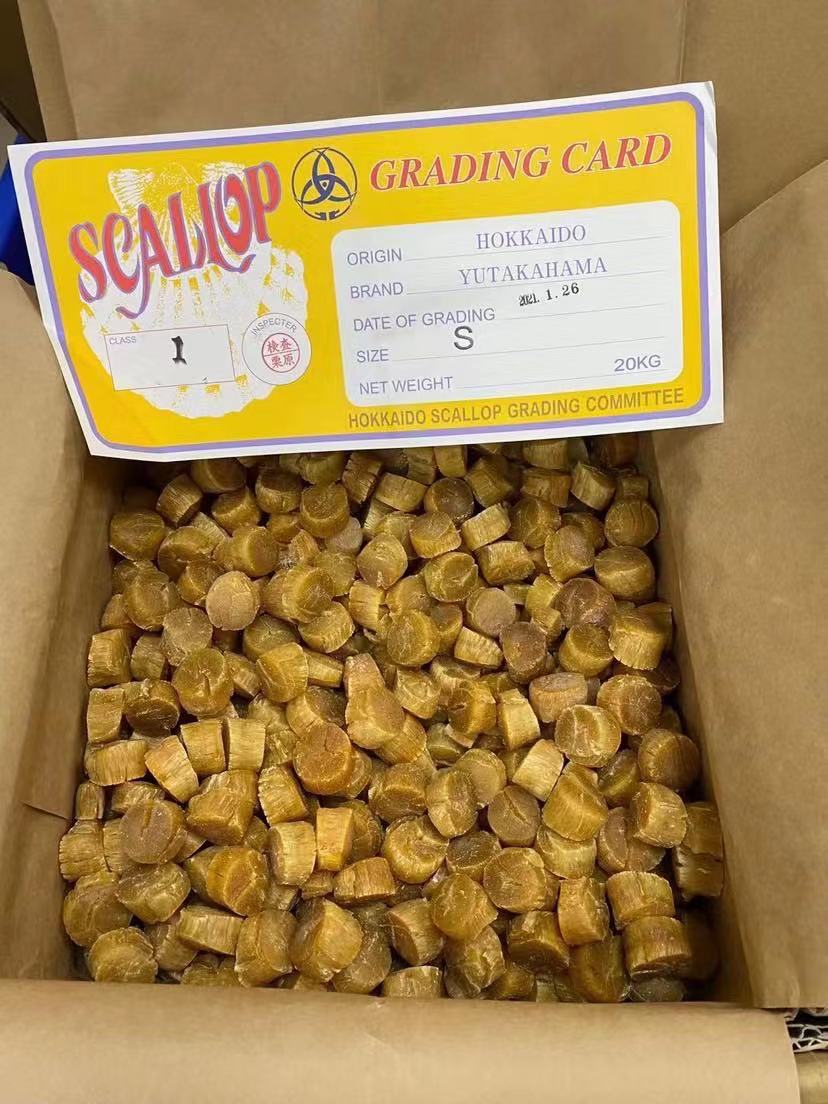 SCALLOP
GRADING CARD
ORIGIN HOKKAIDO
BRAND YUTAKAHAMA
DATE OF GRADING 2021. 1. 26
SIZE S
NET WEIGHT 20KG
CLASS 1
INSPECTER
検査
栗原
HOKKAIDO SCALLOP GRADING COMMITTEE